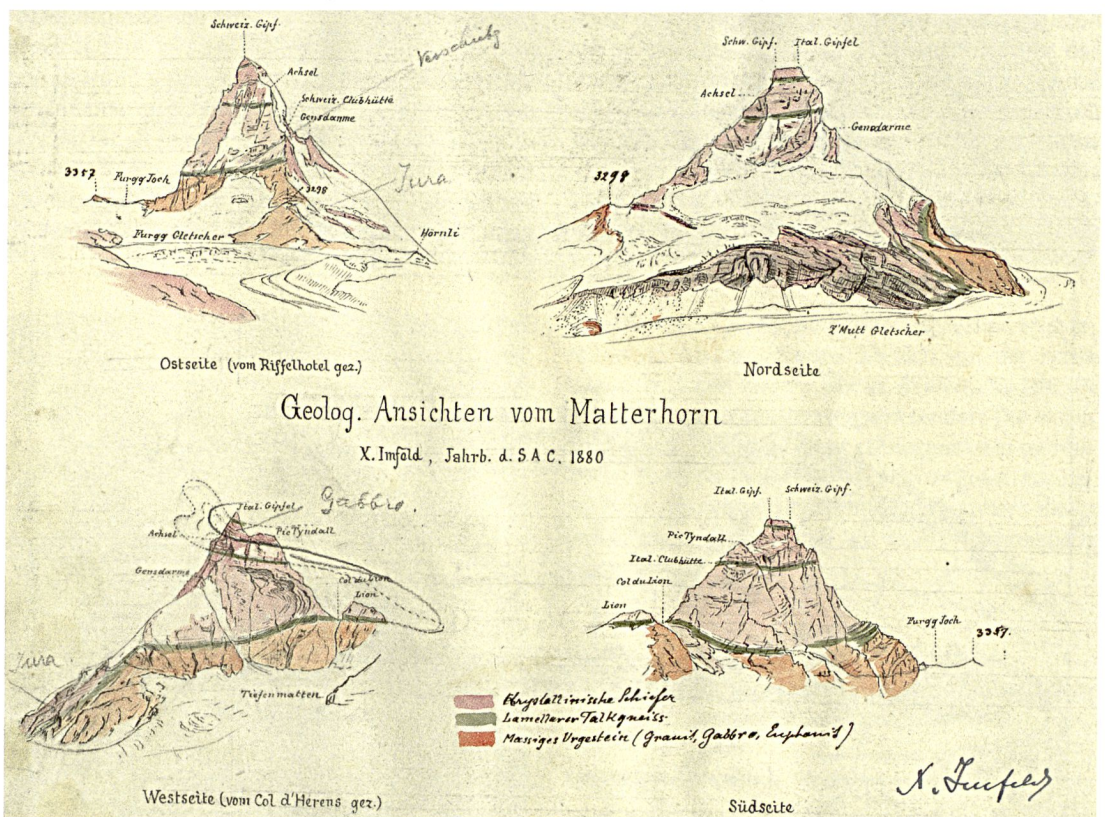 Schweiz. Gipf.
Achsel
Schweiz. Clubhütte
Gensdanme
3357
Furgg Joch
3298
Furgg Gletscher
Hörnli
Verschieb
Jura
Ostseite (vom Riffelhotel gez.)
Schw. Gipf. Ital. Gipfel
Achsel
Gensdarme
3298
Z'Mutt Gletscher
Nordseite
Geolog. Ansichten vom Matterhorn
X. Imfeld, Jahrb. d. S A C. 1880
Ital. Gipfel
Gabbro.
Achsel
Pic Tyndall
Gensdarme
Col du Lion
Lion
Jura
Tiefenmatten
Westseite (vom Col d'Herens gez.)
Ital. Gipf. Schweiz. Gipf.
Pic Tyndall
Ital. Clubhütte
Col du Lion
Lion
Furgg Joch
3357.
Südseite
Krystallinische Schiefer
Lamellarer Talkgneiss
Massiges Urgestein (Granit, Gabbro, Euphotit)
X. Imfeld